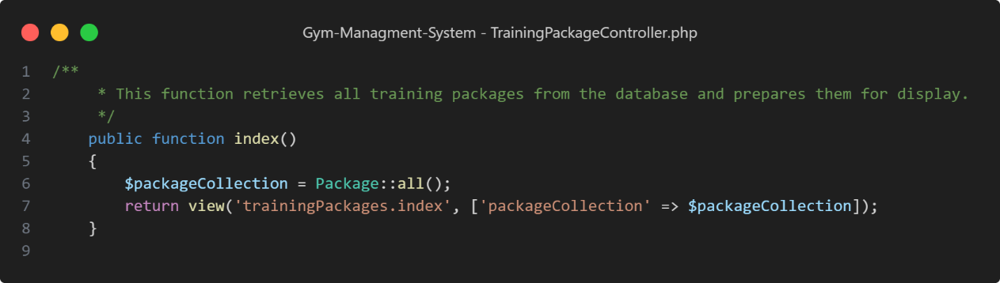 Gym-Managment-System - TrainingPackageController.php
1 /**
2      * This function retrieves all training packages from the database and prepares them for display.
3      */
4     public function index()
5     {
6         $packageCollection = Package::all();
7         return view('trainingPackages.index', ['packageCollection' => $packageCollection]);
8     }
9